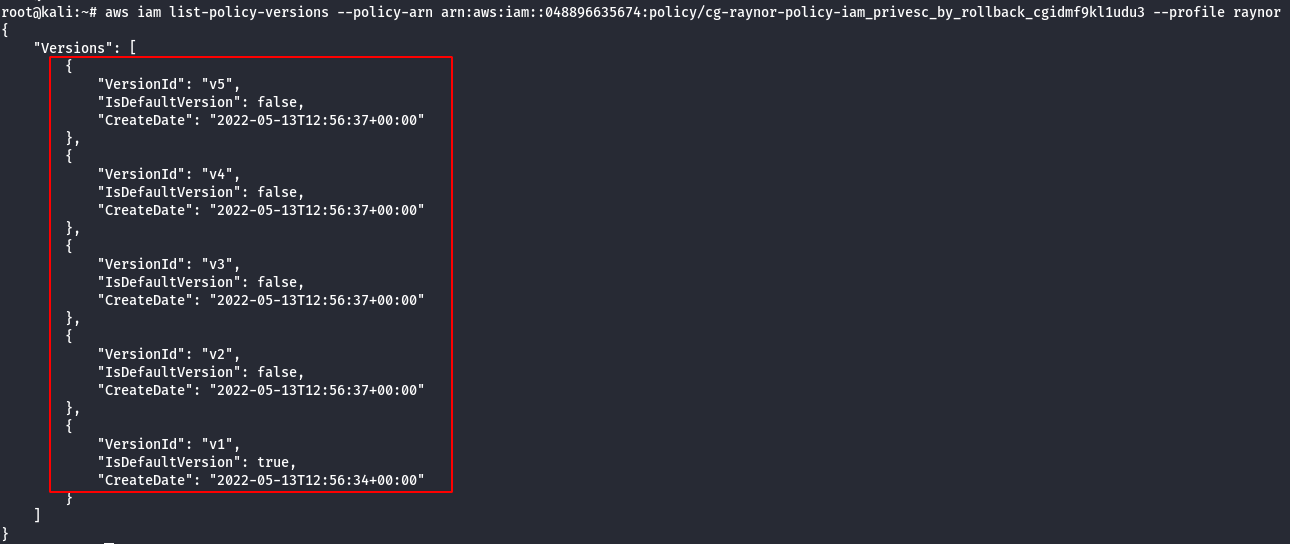 root@kali:~# aws iam list-policy-versions --policy-arn arn:aws:iam::048896635674:policy/cg-raynor-policy-iam_privesc_by_rollback_cgidmf9kl1udu3 --profile raynor
{
    "Versions": [
        {
            "VersionId": "v5",
            "IsDefaultVersion": false,
            "CreateDate": "2022-05-13T12:56:37+00:00"
        },
        {
            "VersionId": "v4",
            "IsDefaultVersion": false,
            "CreateDate": "2022-05-13T12:56:37+00:00"
        },
        {
            "VersionId": "v3",
            "IsDefaultVersion": false,
            "CreateDate": "2022-05-13T12:56:37+00:00"
        },
        {
            "VersionId": "v2",
            "IsDefaultVersion": false,
            "CreateDate": "2022-05-13T12:56:37+00:00"
        },
        {
            "VersionId": "v1",
            "IsDefaultVersion": true,
            "CreateDate": "2022-05-13T12:56:34+00:00"
        }
    ]
}